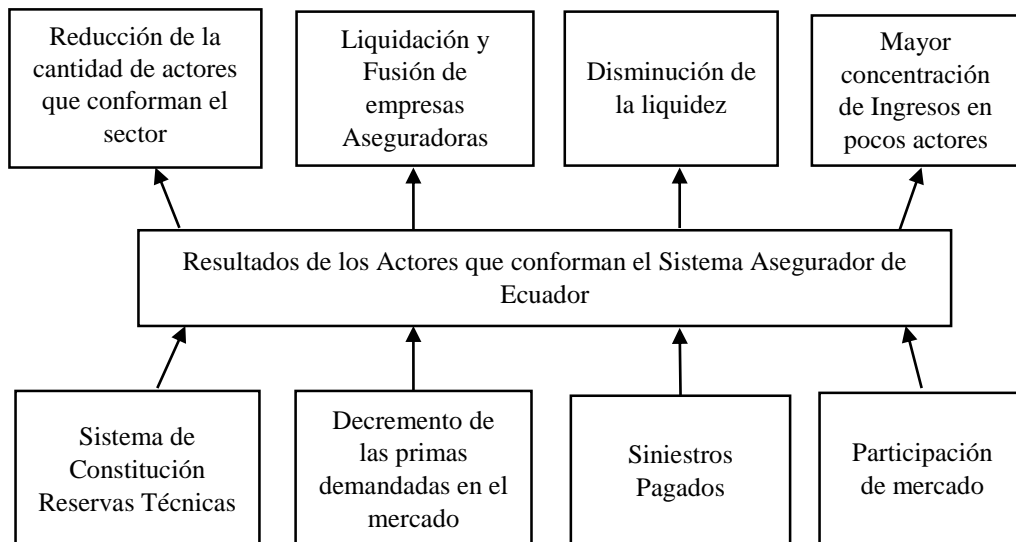 Reducción de la
cantidad de actores
que conforman el
sector
Liquidación y
Fusión de
empresas
Aseguradoras
Disminución de
la liquidez
Mayor
concentración
de Ingresos en
pocos actores
Resultados de los Actores que conforman el Sistema Asegurador de
Ecuador
Sistema de
Constitución
Reservas Técnicas
Decremento de
las primas
demandadas en el
mercado
Siniestros
Pagados
Participación
de mercado